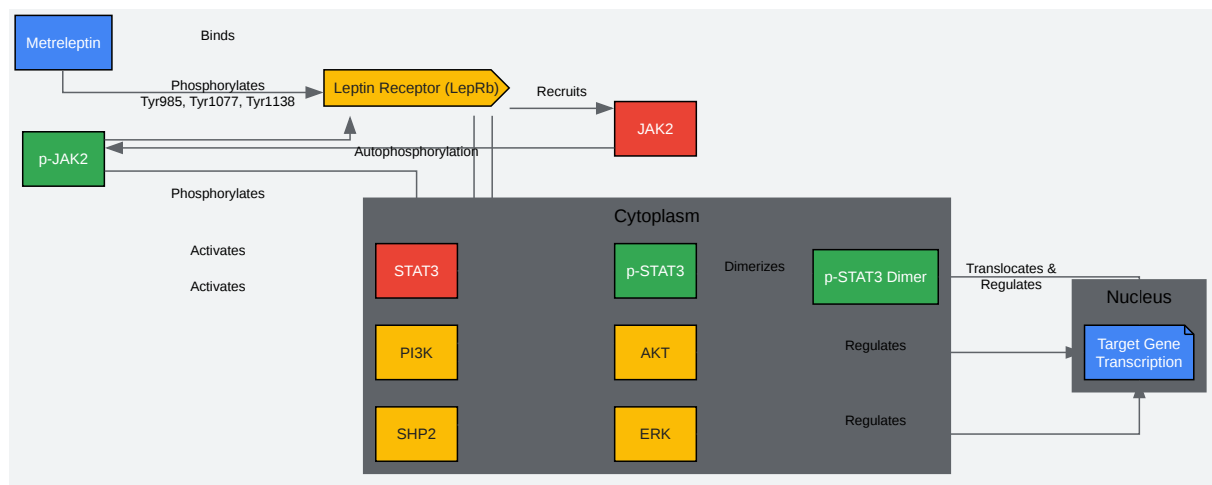 Metreleptin
Binds
Phosphorylates
Tyr985, Tyr1077, Tyr1138
Leptin Receptor (LepRb)
Recruits
JAK2
p-JAK2
Autophosphorylation
Phosphorylates
Cytoplasm
Activates
STAT3
p-STAT3
Dimerizes
p-STAT3 Dimer
Translocates &
Regulates
Activates
Nucleus
PI3K
AKT
Regulates
Target Gene
Transcription
SHP2
ERK
Regulates